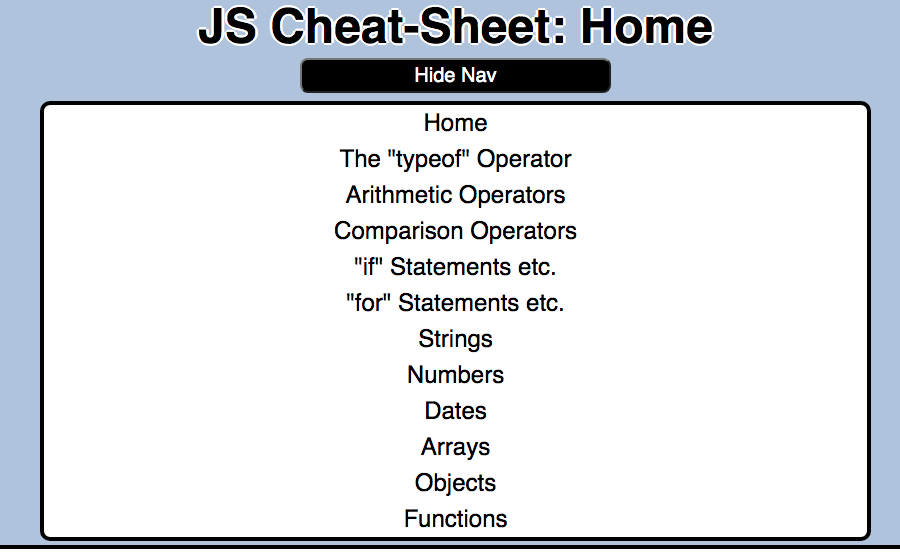 JS Cheat-Sheet: Home
Hide Nav
Home
The "typeof" Operator
Arithmetic Operators
Comparison Operators
"if" Statements etc.
"for" Statements etc.
Strings
Numbers
Dates
Arrays
Objects
Functions